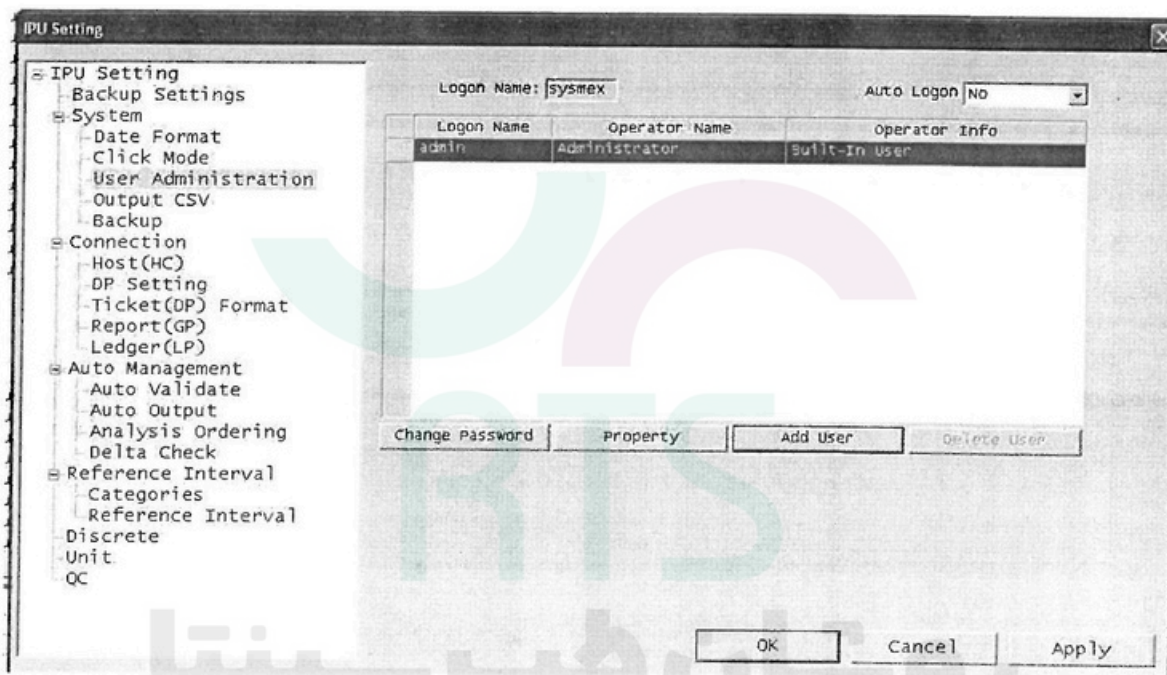 IPU Setting
IPU Setting
Backup Settings
System
Date Format
Click Mode
User Administration
Output CSV
Backup
Connection
Host(HC)
DP Setting
Ticket(DP) Format
Report(GP)
Ledger(LP)
Auto Management
Auto Validate
Auto Output
Analysis Ordering
Delta Check
Reference Interval
Categories
Reference Interval
Discrete
Unit
QC
Logon Name: sysmex
Auto Logon No
Logon Name Operator Name Operator Info
admin Administrator Built-In User
Change Password Property Add User Delete User
RTS
OK Cancel Apply